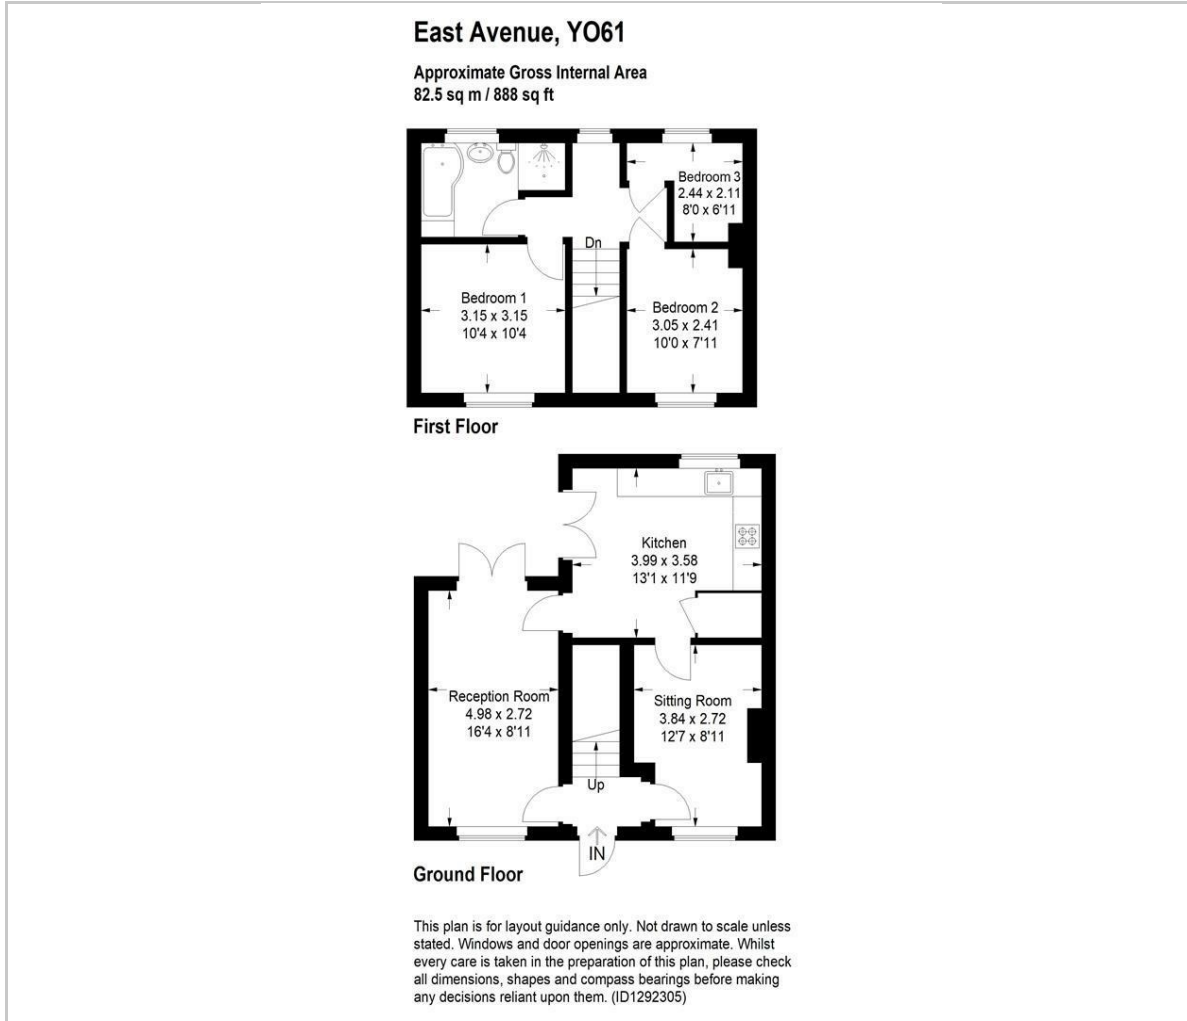 East Avenue, YO61
Approximate Gross Internal Area
82.5 sq m / 888 sq ft
Bedroom 3
2.44 x 2.11
8'0 x 6'11
Dn
Bedroom 1
3.15 x 3.15
10'4 x 10'4
Bedroom 2
3.05 x 2.41
10'0 x 7'11
First Floor
Kitchen
3.99 x 3.58
13'1 x 11'9
Reception Room
4.98 x 2.72
16'4 x 8'11
Sitting Room
3.84 x 2.72
12'7 x 8'11
Up
IN
Ground Floor
This plan is for layout guidance only. Not drawn to scale unless
stated. Windows and door openings are approximate. Whilst
every care is taken in the preparation of this plan, please check
all dimensions, shapes and compass bearings before making
any decisions reliant upon them. (ID1292305)